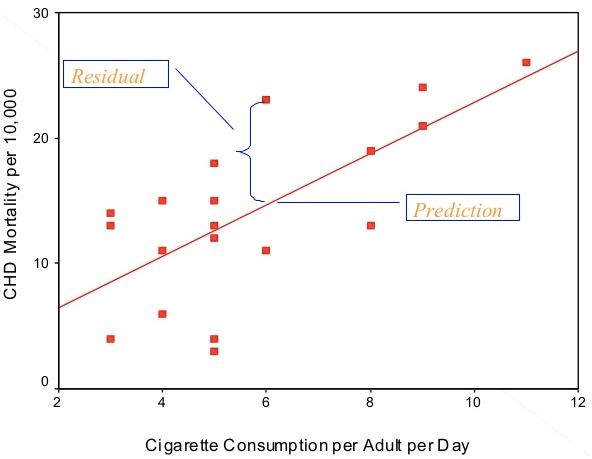 30
Residual
20
Prediction
10
0
2 4 6 8 10 12
CHD Mortality per 10,000
Cigarette Consumption per Adult per Day